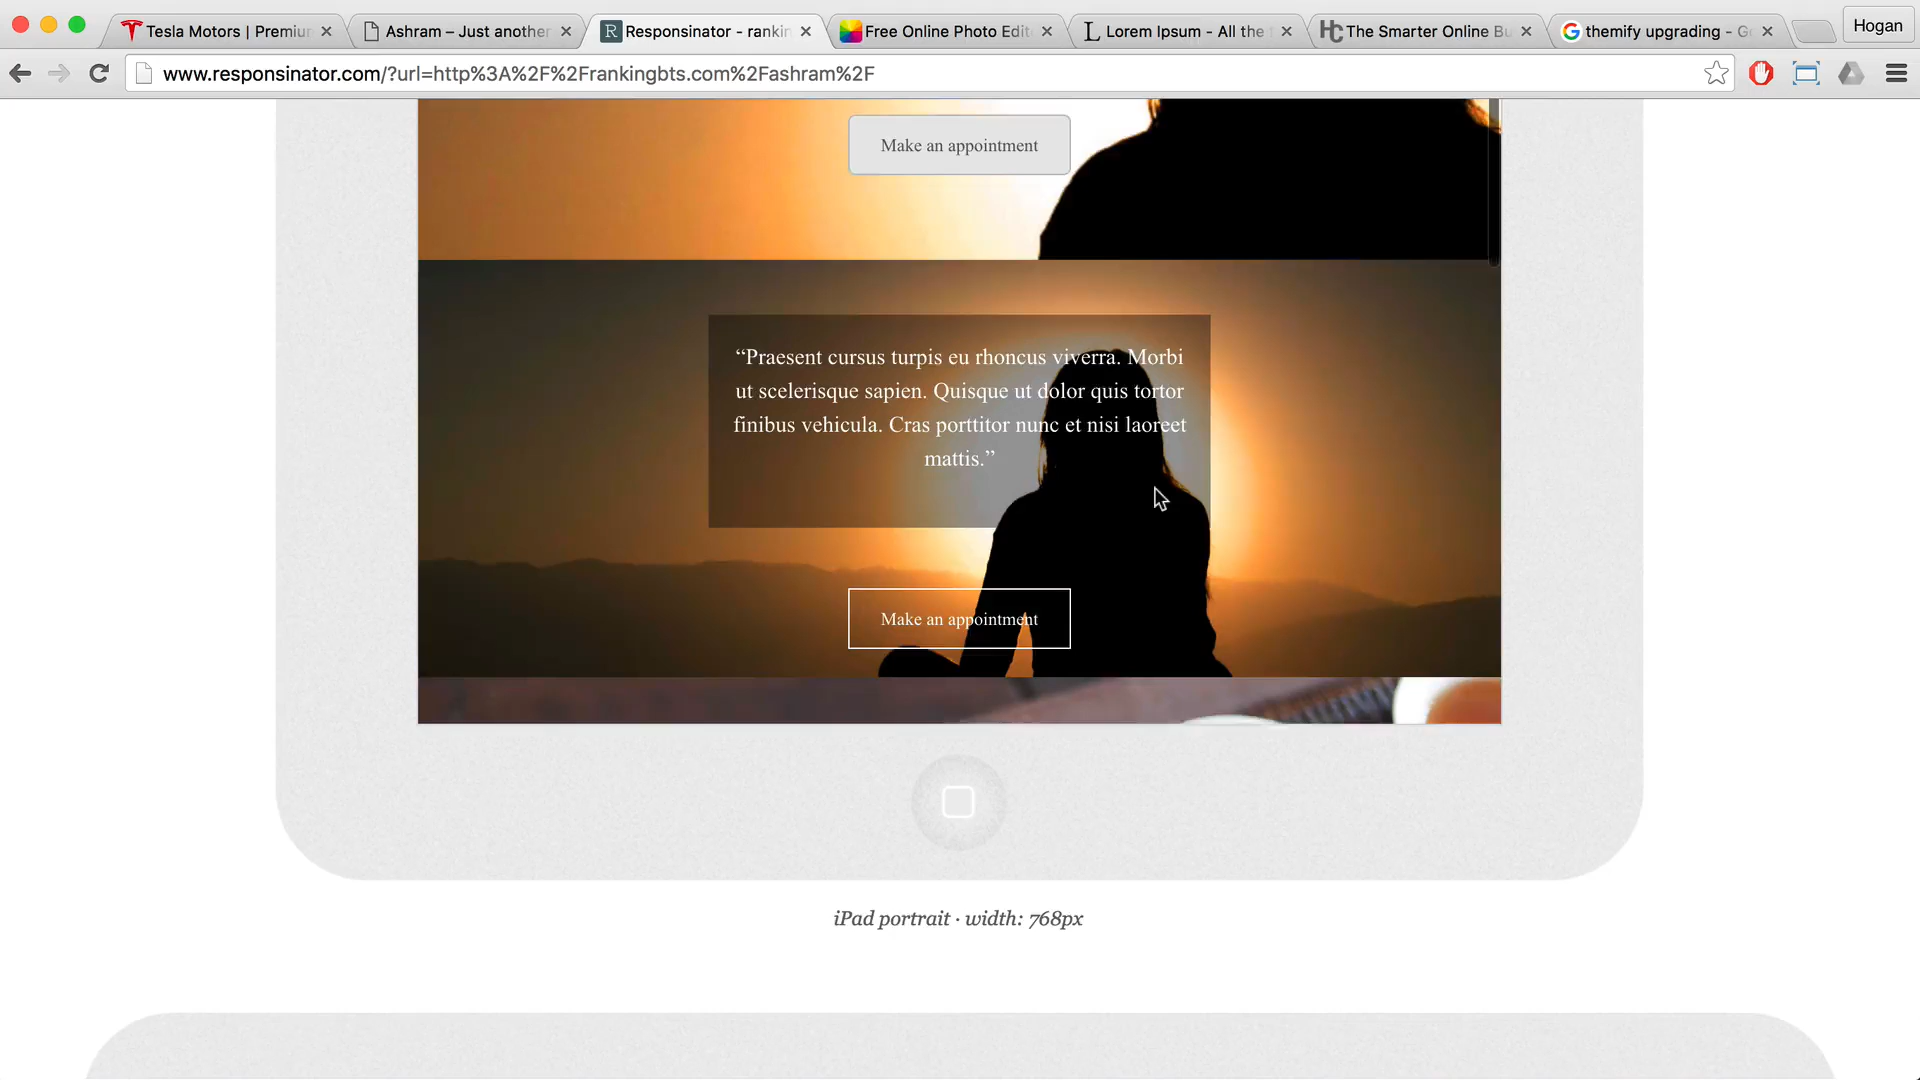 Tesla Motors | Premiun
Ashram – Just another
Responsinator - rankin
Free Online Photo Edit
Lorem Ipsum - All the
The Smarter Online Bu
themify upgrading - G
Hogan
www.responsinator.com/?url=http%3A%2F%2Frankingbts.com%2Fashram%2F
Make an appointment
“Praesent cursus turpis eu rhoncus viverra. Morbi
ut scelerisque sapien. Quisque ut dolor quis tortor
finibus vehicula. Cras porttitor nunc et nisi laoreet
mattis.”
Make an appointment
iPad portrait · width: 768px